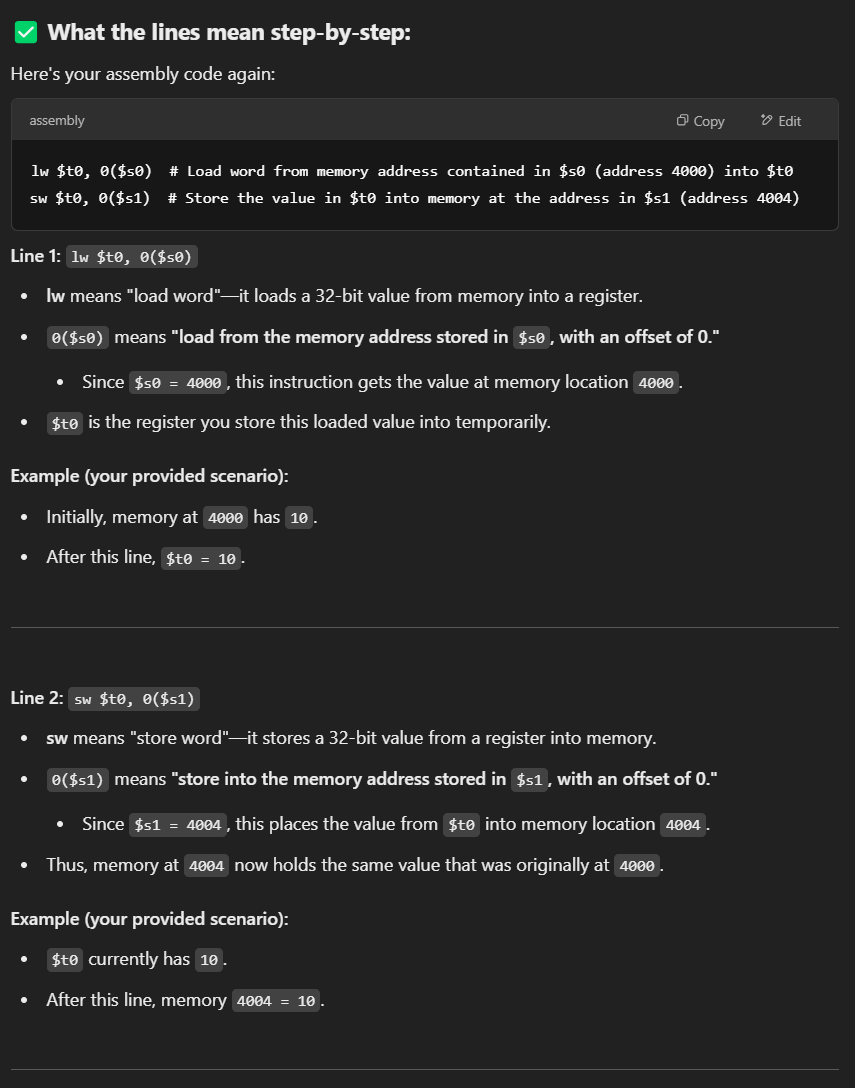 ✅ What the lines mean step-by-step:
Here's your assembly code again:
assembly Copy Edit
lw $t0, 0($s0)  # Load word from memory address contained in $s0 (address 4000) into $t0
sw $t0, 0($s1)  # Store the value in $t0 into memory at the address in $s1 (address 4004)
Line 1: lw $t0, 0($s0)
• lw means "load word"—it loads a 32-bit value from memory into a register.
• 0($s0) means "load from the memory address stored in $s0, with an offset of 0."
• Since $s0 = 4000, this instruction gets the value at memory location 4000.
• $t0 is the register you store this loaded value into temporarily.
Example (your provided scenario):
• Initially, memory at 4000 has 10.
• After this line, $t0 = 10.
Line 2: sw $t0, 0($s1)
• sw means "store word"—it stores a 32-bit value from a register into memory.
• 0($s1) means "store into the memory address stored in $s1, with an offset of 0."
• Since $s1 = 4004, this places the value from $t0 into memory location 4004.
• Thus, memory at 4004 now holds the same value that was originally at 4000.
Example (your provided scenario):
• $t0 currently has 10.
• After this line, memory 4004 = 10.